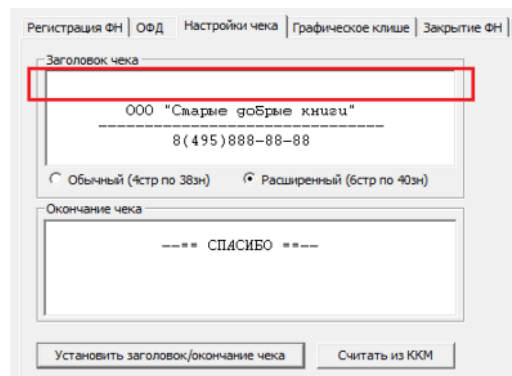 Регистрация ФН ОФД Настройки чека Графическое клише Закрытие ФН
Заголовок чека
ООО "Старые добрые книги"
--------------------------------
8(495)888-88-88
Обычный (4стр по 38зн) Расширенный (6стр по 40зн)
Окончание чека
--== СПАСИБО ==--
Установить заголовок/окончание чека Считать из ККМ